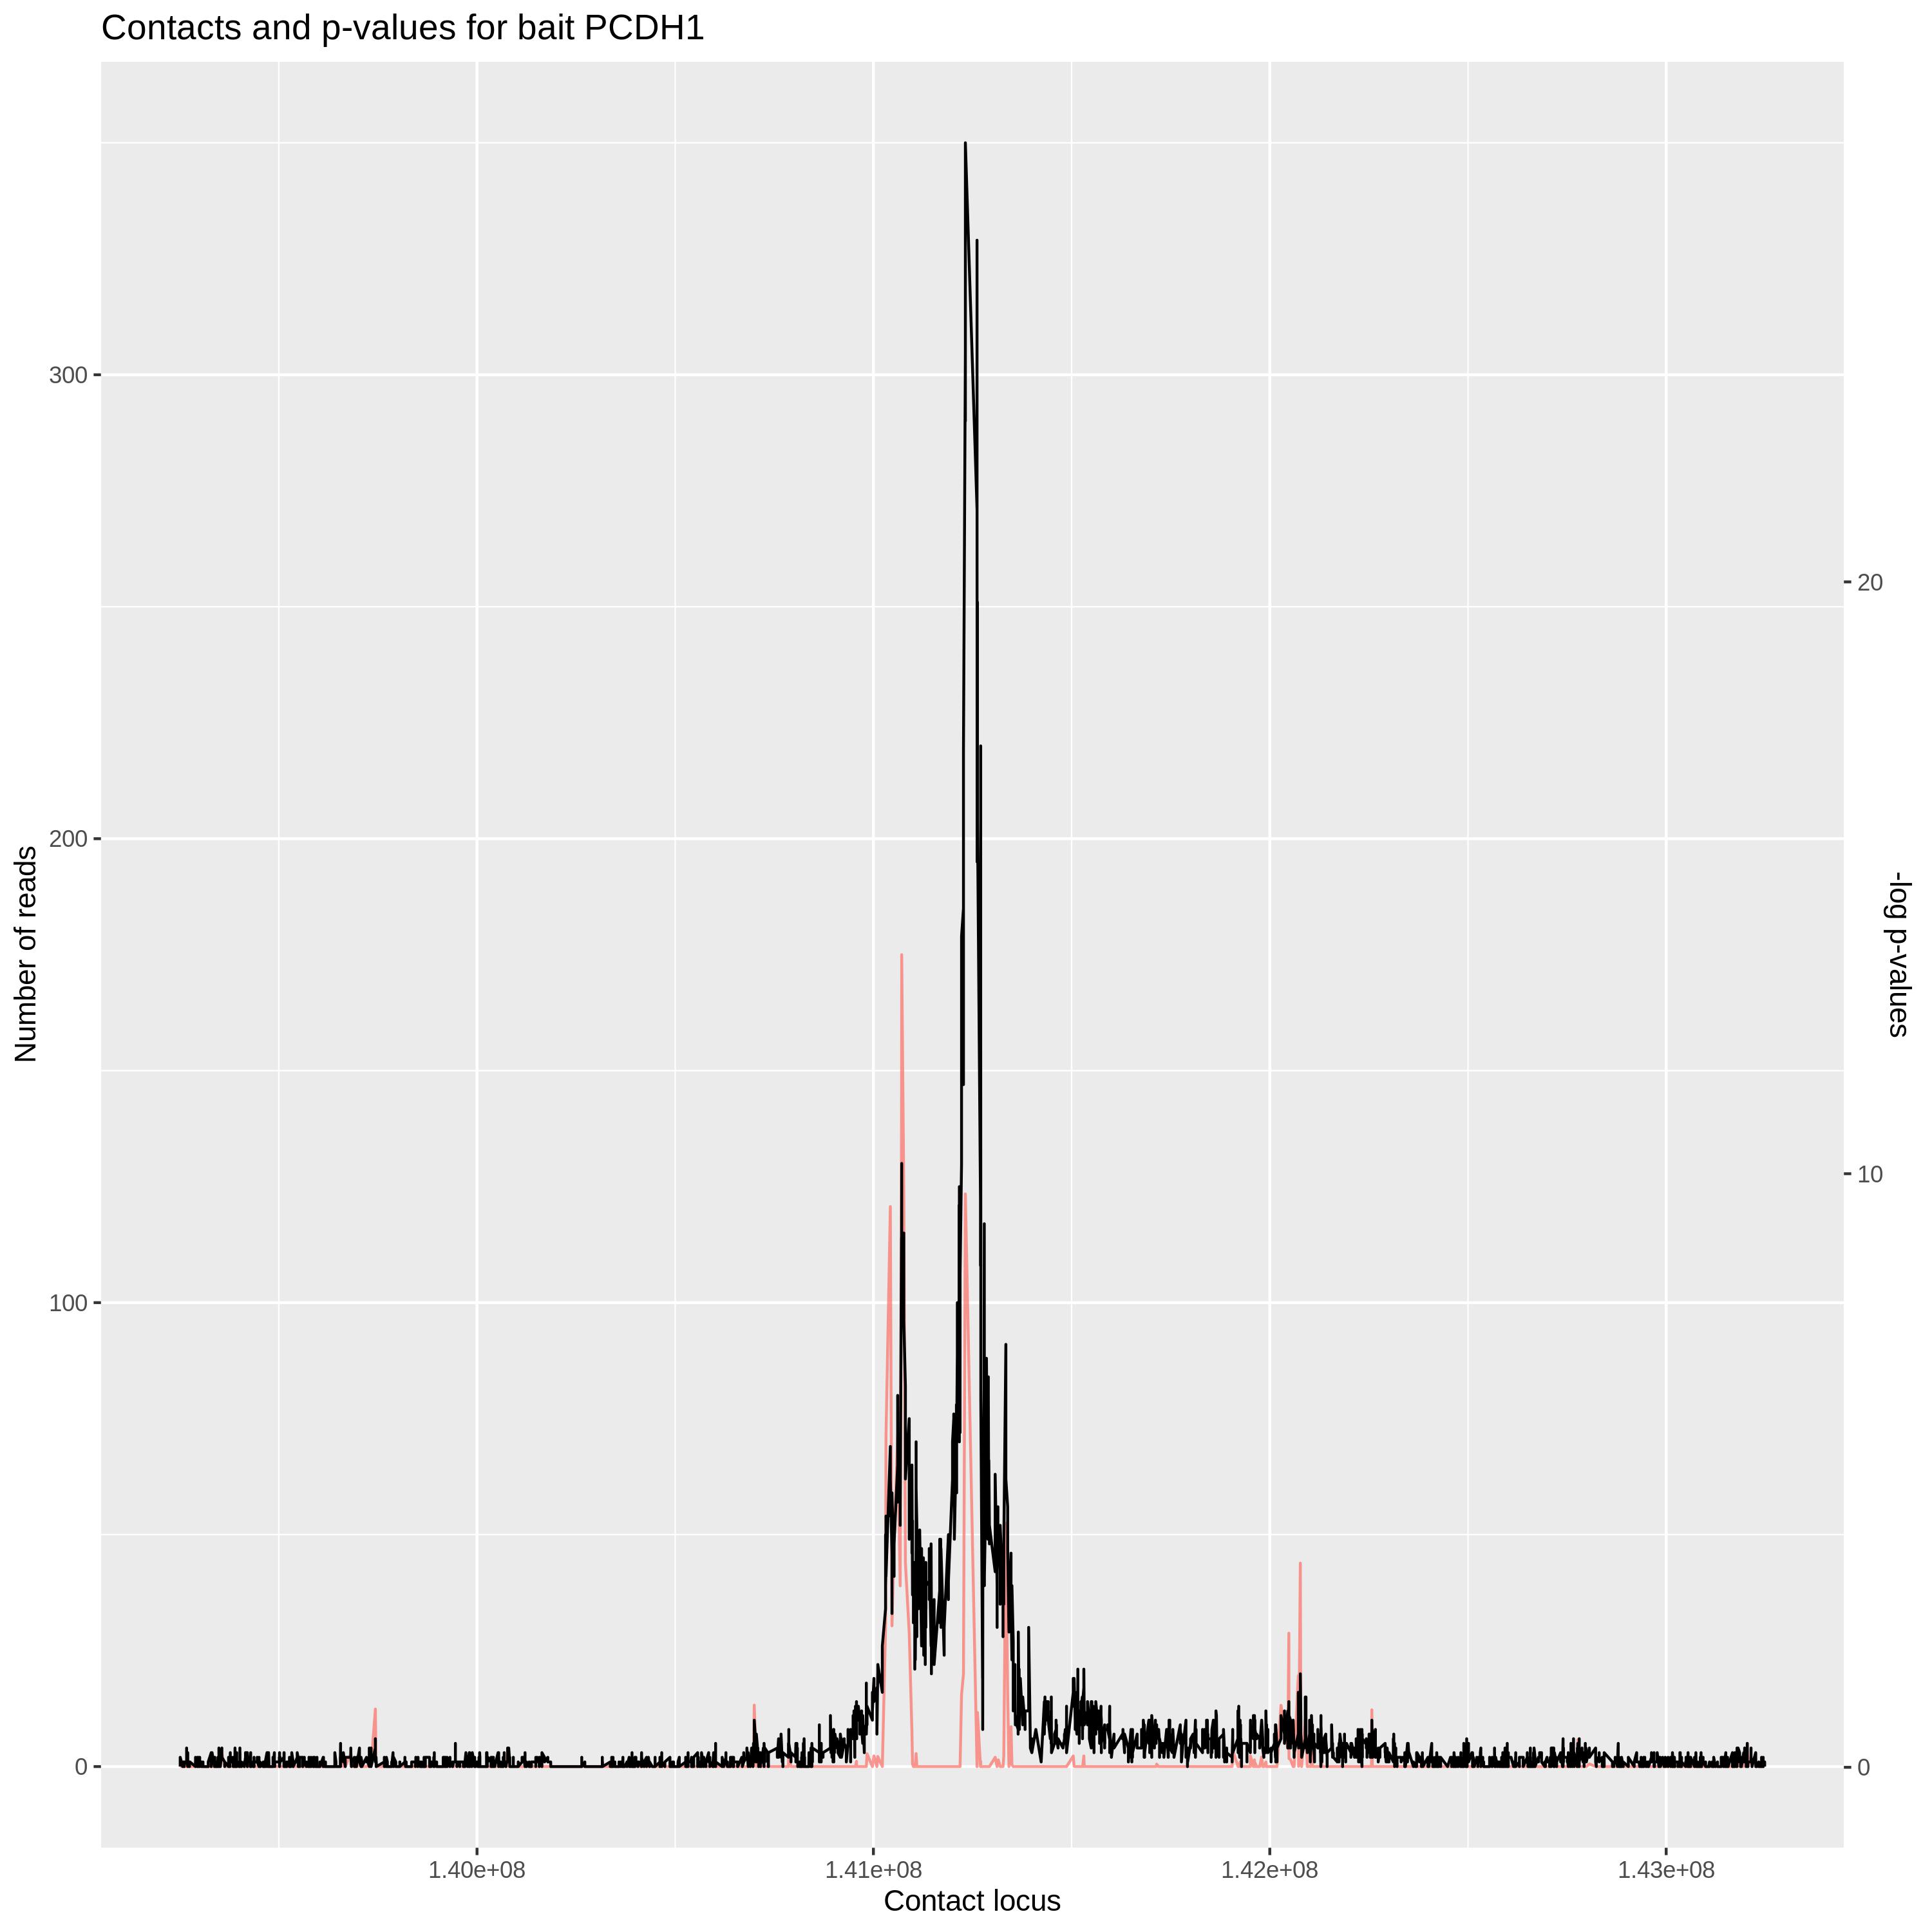 Contacts and p-values for bait PCDH1
Number of reads
300
200
100
0
20
10
0
-log p-values
1.40e+08
1.41e+08
1.42e+08
1.43e+08
Contact locus